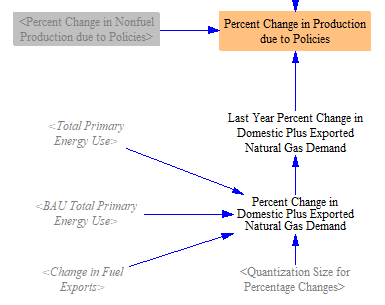 <Percent Change in Nonfuel
Production due to Policies>
Percent Change in Production
due to Policies
Last Year Percent Change in
Domestic Plus Exported
Natural Gas Demand
<Total Primary
Energy Use>
<BAU Total Primary
Energy Use>
Percent Change in
Domestic Plus Exported
Natural Gas Demand
<Change in Fuel
Exports>
<Quantization Size for
Percentage Changes>